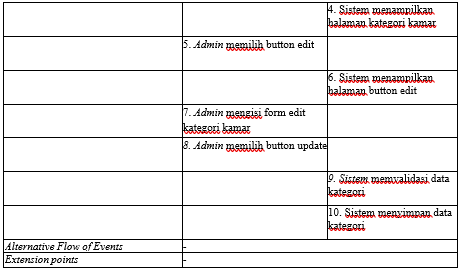 4. Sistem menampilkan
halaman kategori kamar
5. Admin memilih button edit
6. Sistem menampilkan
halaman button edit
7. Admin mengisi form edit
kategori kamar
8. Admin memilih button update
9. Sistem memvalidasi data
kategori
10. Sistem menyimpan data
kategori
Alternative Flow of Events
-
Extension points
-